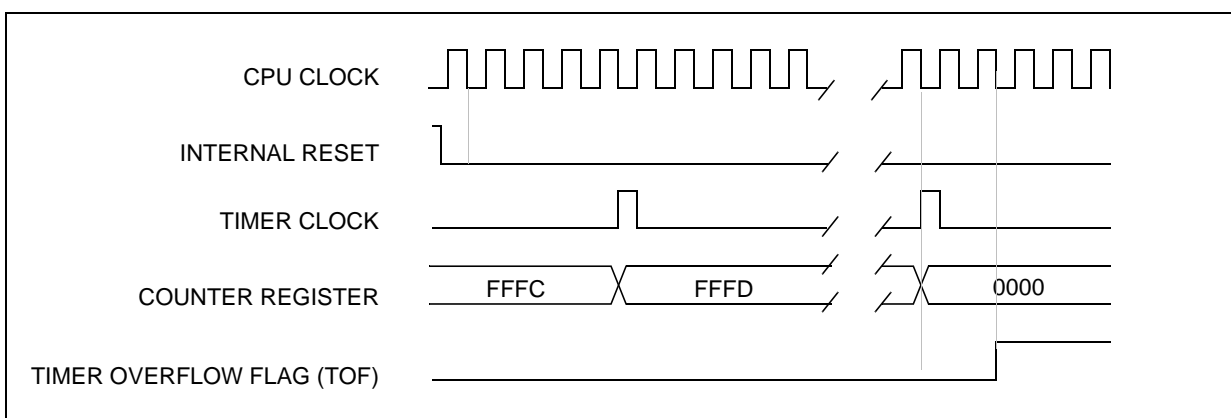 CPU CLOCK
INTERNAL RESET
TIMER CLOCK
COUNTER REGISTER FFFC FFFD 0000
TIMER OVERFLOW FLAG (TOF)